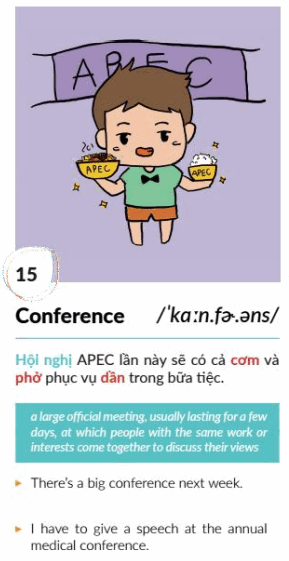 APEC
APEC
APEC
15
Conference /ˈkɑːn.fɚ.əns/
Hội nghị APEC lần này sẽ có cả cơm và
phở phục vụ dần trong bữa tiệc.
a large official meeting, usually lasting for a few
days, at which people with the same work or
interests come together to discuss their views
▸ There's a big conference next week.
▸ I have to give a speech at the annual
medical conference.